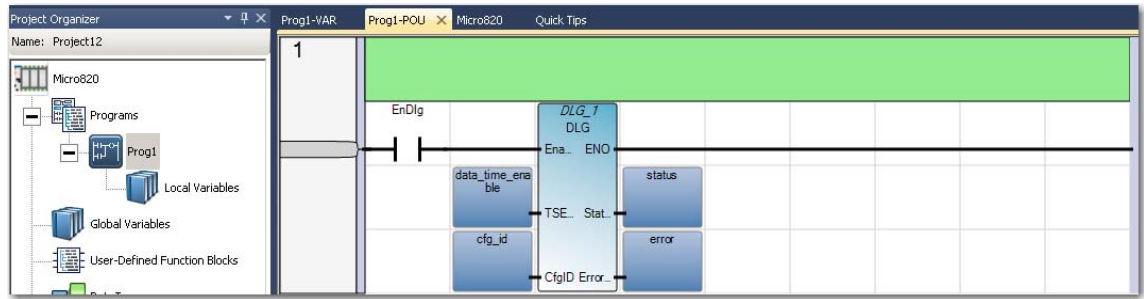 Project Organizer
Name: Project12
Micro820
Programs
Prog1
Local Variables
Global Variables
User-Defined Function Blocks
Prog1-VAR
Prog1-POU
Micro820
Quick Tips
1
EnDlg
DLG_1
DLG
Ena... ENO
data_time_ena
ble
status
TSE... Stat...
cfg_id
error
CfgID Error...